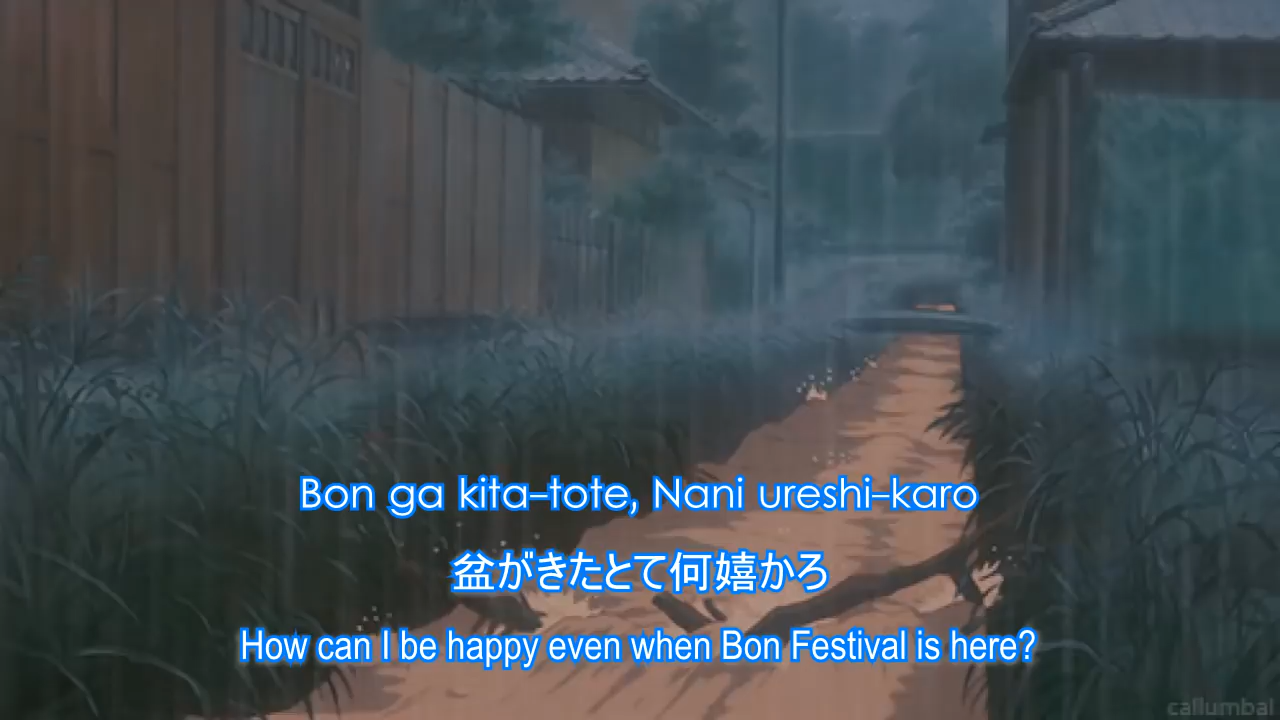 Bon ga kita-tote, Nani ureshi-karo
盆がきたとて何嬉かろ
How can I be happy even when Bon Festival is here?
callumbal